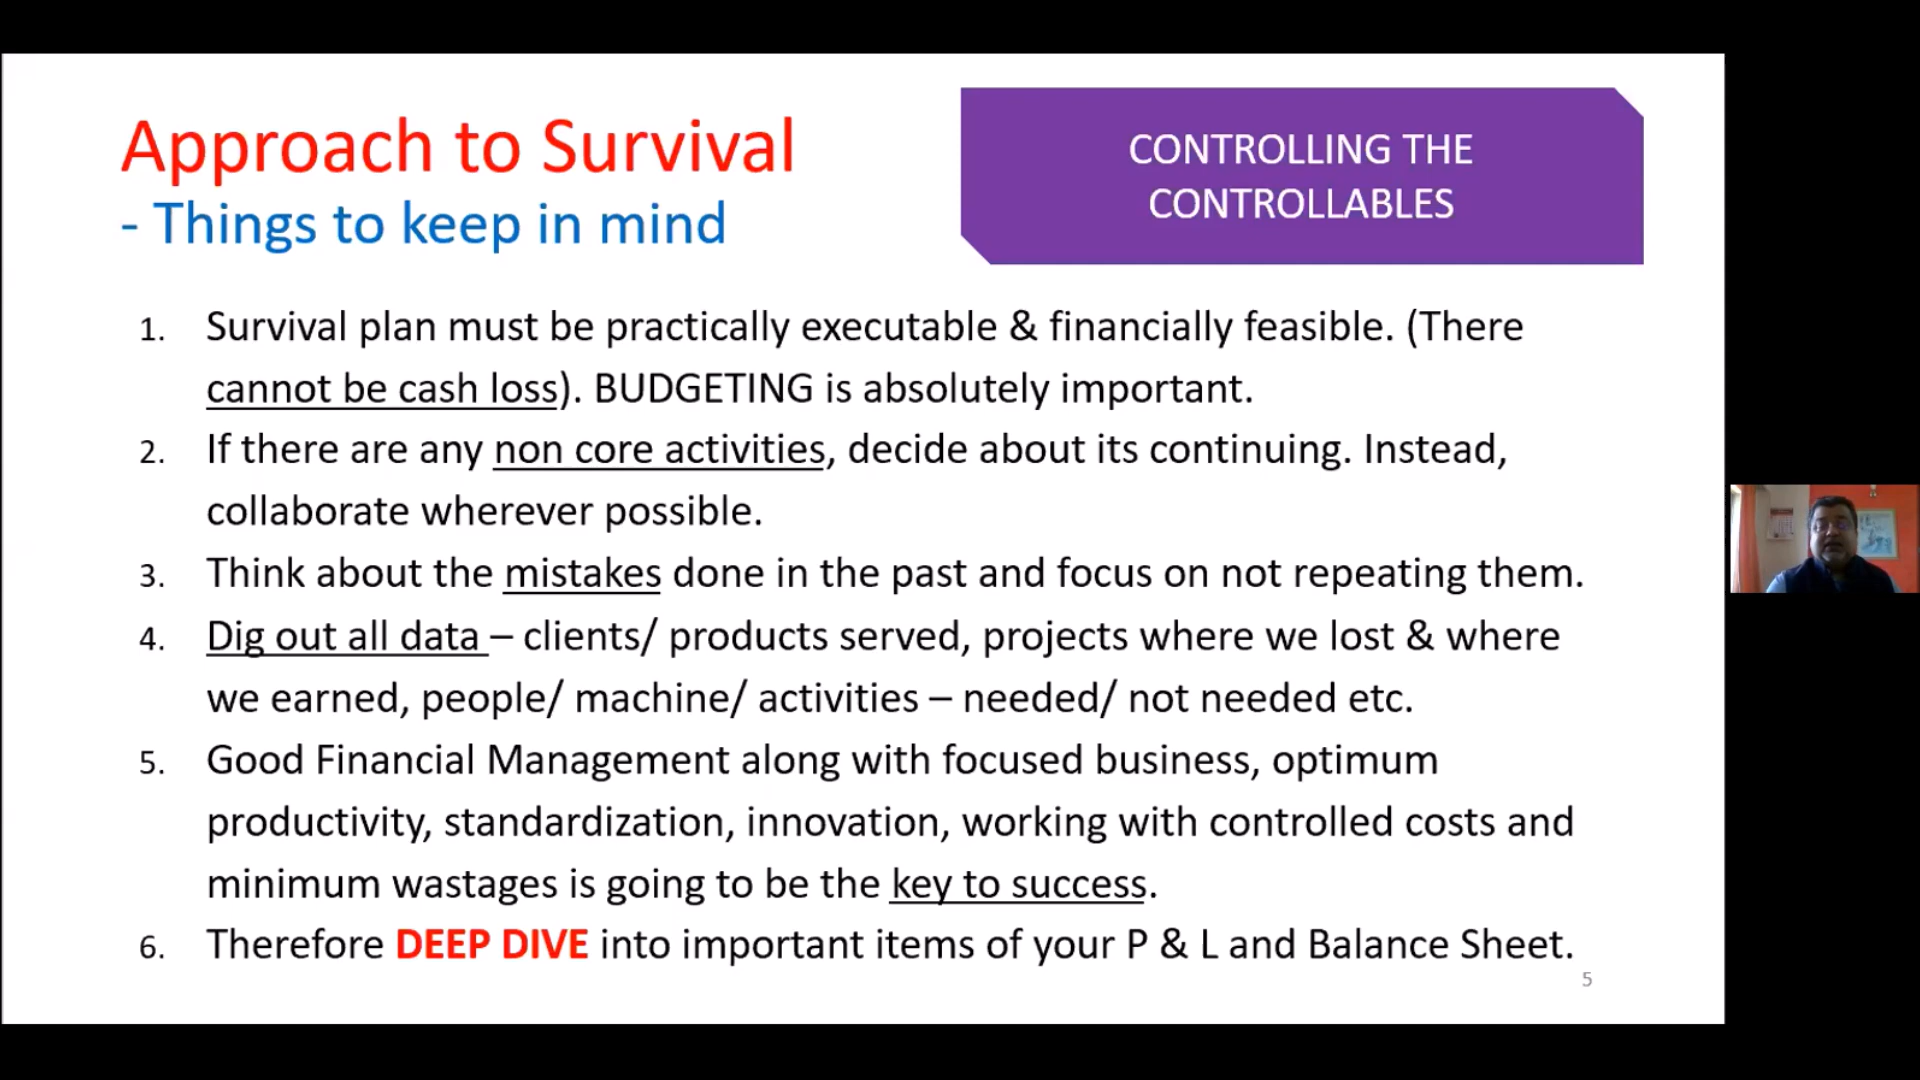 Approach to Survival
- Things to keep in mind
CONTROLLING THE
CONTROLLABLES
1. Survival plan must be practically executable & financially feasible. (There
cannot be cash loss). BUDGETING is absolutely important.
2. If there are any non core activities, decide about its continuing. Instead,
collaborate wherever possible.
3. Think about the mistakes done in the past and focus on not repeating them.
4. Dig out all data – clients/ products served, projects where we lost & where
we earned, people/ machine/ activities – needed/ not needed etc.
5. Good Financial Management along with focused business, optimum
productivity, standardization, innovation, working with controlled costs and
minimum wastages is going to be the key to success.
6. Therefore DEEP DIVE into important items of your P & L and Balance Sheet.
5